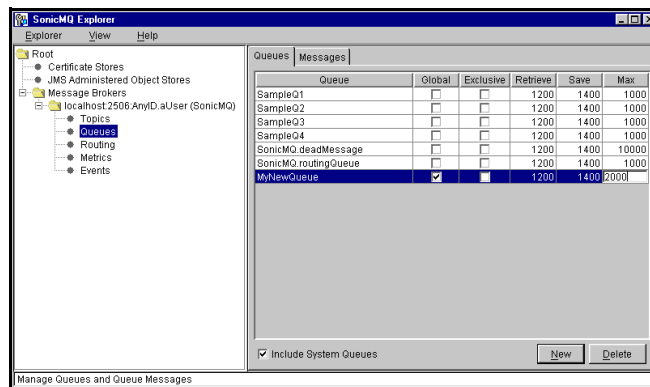 SonicMQ Explorer
Explorer View Help
Root
Certificate Stores
JMS Administered Object Stores
Message Brokers
localhost:2506:AnyID.aUser (SonicMQ)
Topics
Queues
Routing
Metrics
Events
Queues Messages
Queue Global Exclusive Retrieve Save Max
SampleQ1 1200 1400 1000
SampleQ2 1200 1400 1000
SampleQ3 1200 1400 1000
SampleQ4 1200 1400 1000
SonicMQ.deadMessage 1200 1400 10000
SonicMQ.routingQueue 1200 1400 1000
MyNewQueue 1200 1400 2000
Include System Queues New Delete
Manage Queues and Queue Messages